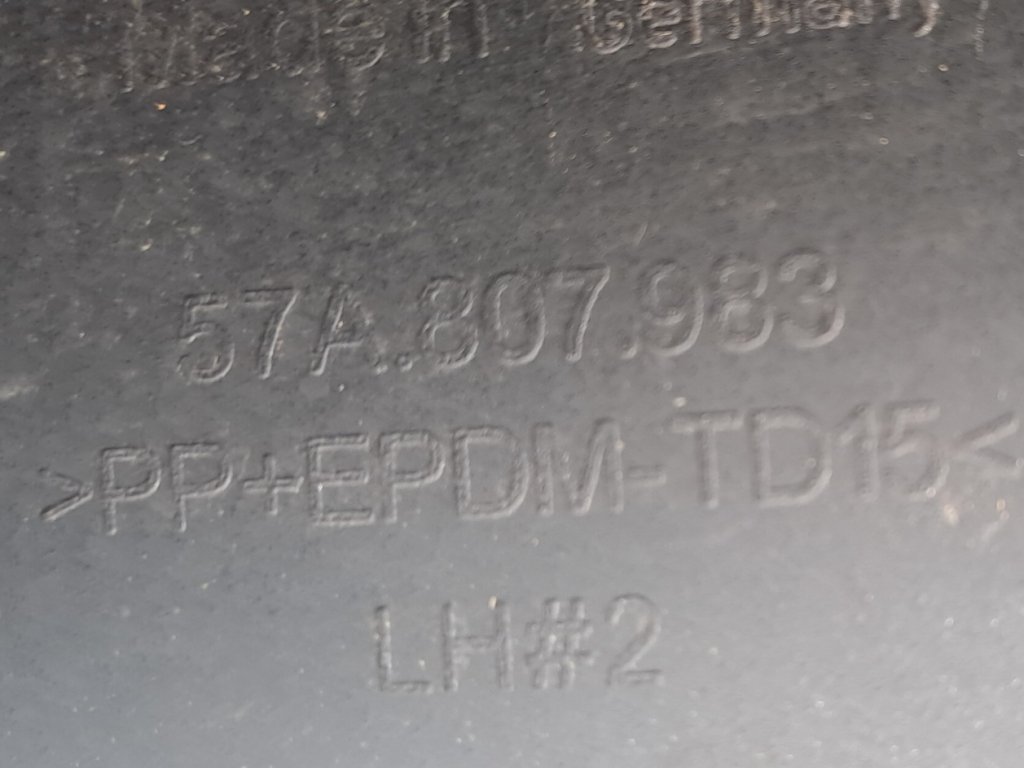 Made in Germany
57A..807.983
>PP+EPDM-TD15<
LH#2